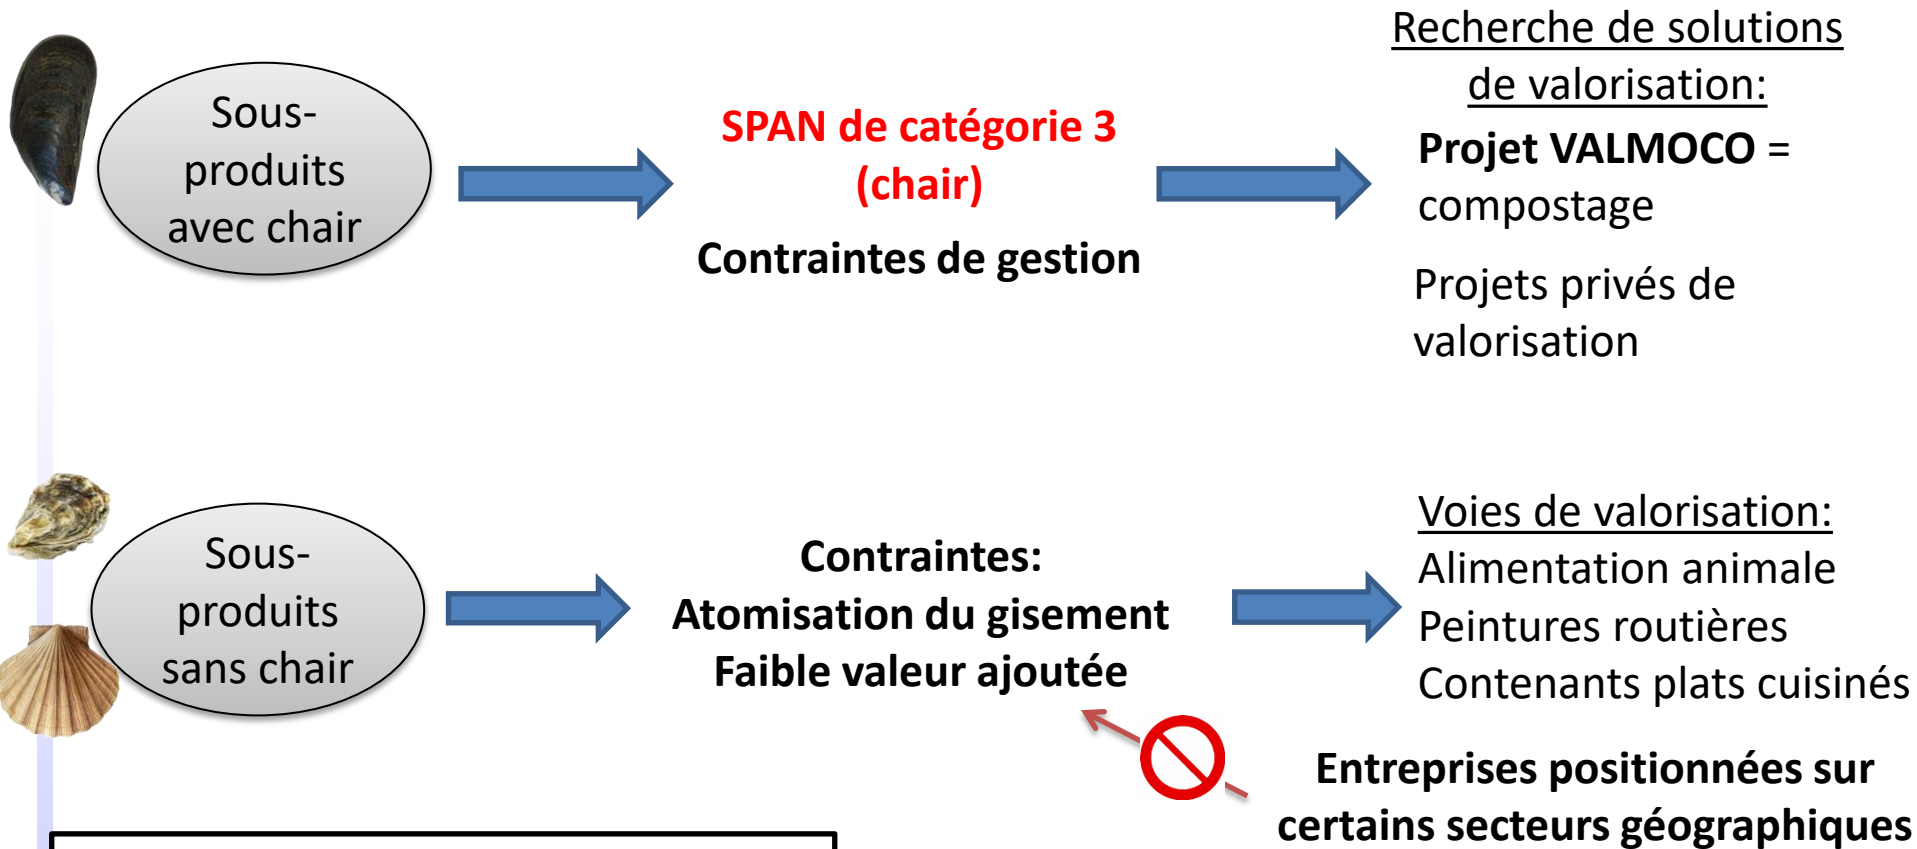 Sous-
produits
avec chair
SPAN de catégorie 3
(chair)
Contraintes de gestion
Recherche de solutions
de valorisation:
Projet VALMOCO =
compostage
Projets privés de
valorisation
Sous-
produits
sans chair
Contraintes:
Atomisation du gisement
Faible valeur ajoutée
Voies de valorisation:
Alimentation animale
Peintures routières
Contenants plats cuisinés
Entreprises positionnées sur
certains secteurs géographiques